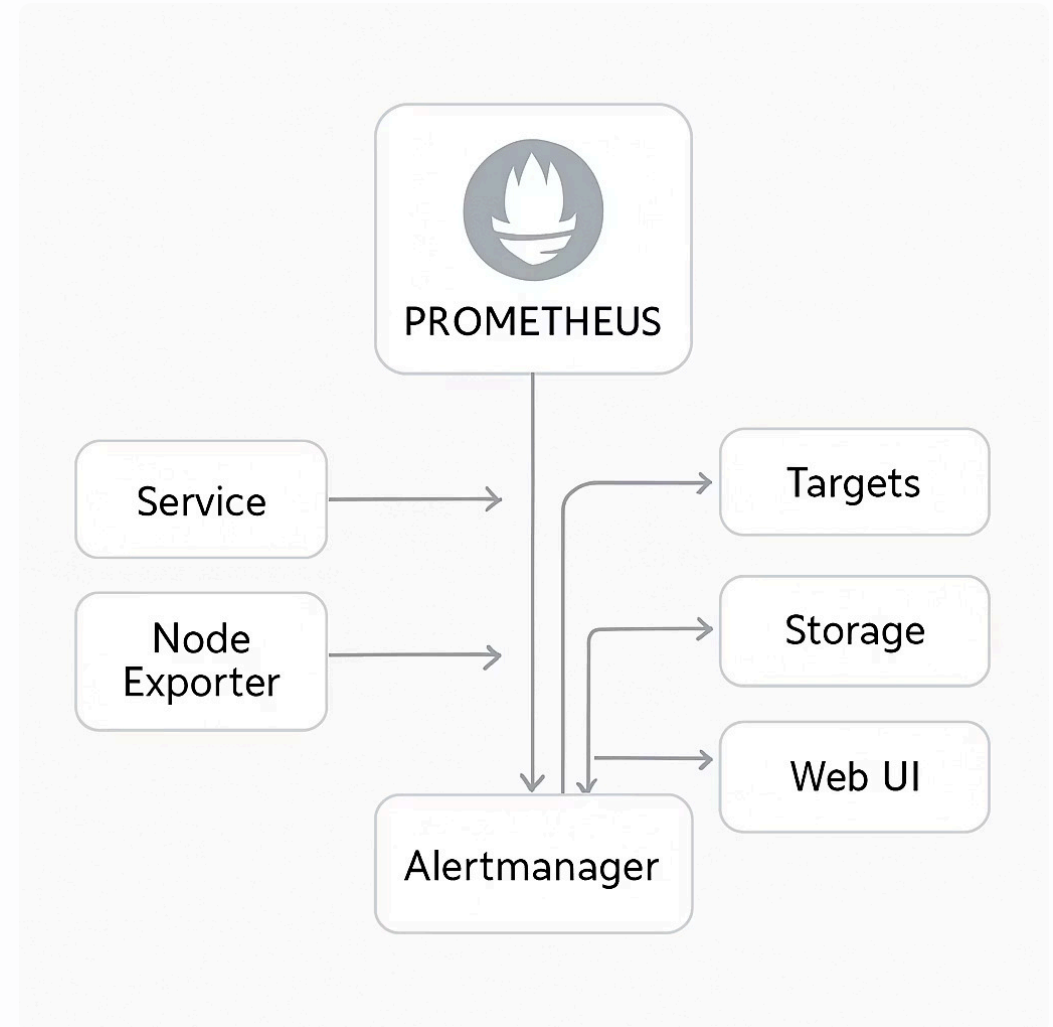 PROMETHEUS
Service
Node
Exporter
Targets
Storage
Web UI
Alertmanager